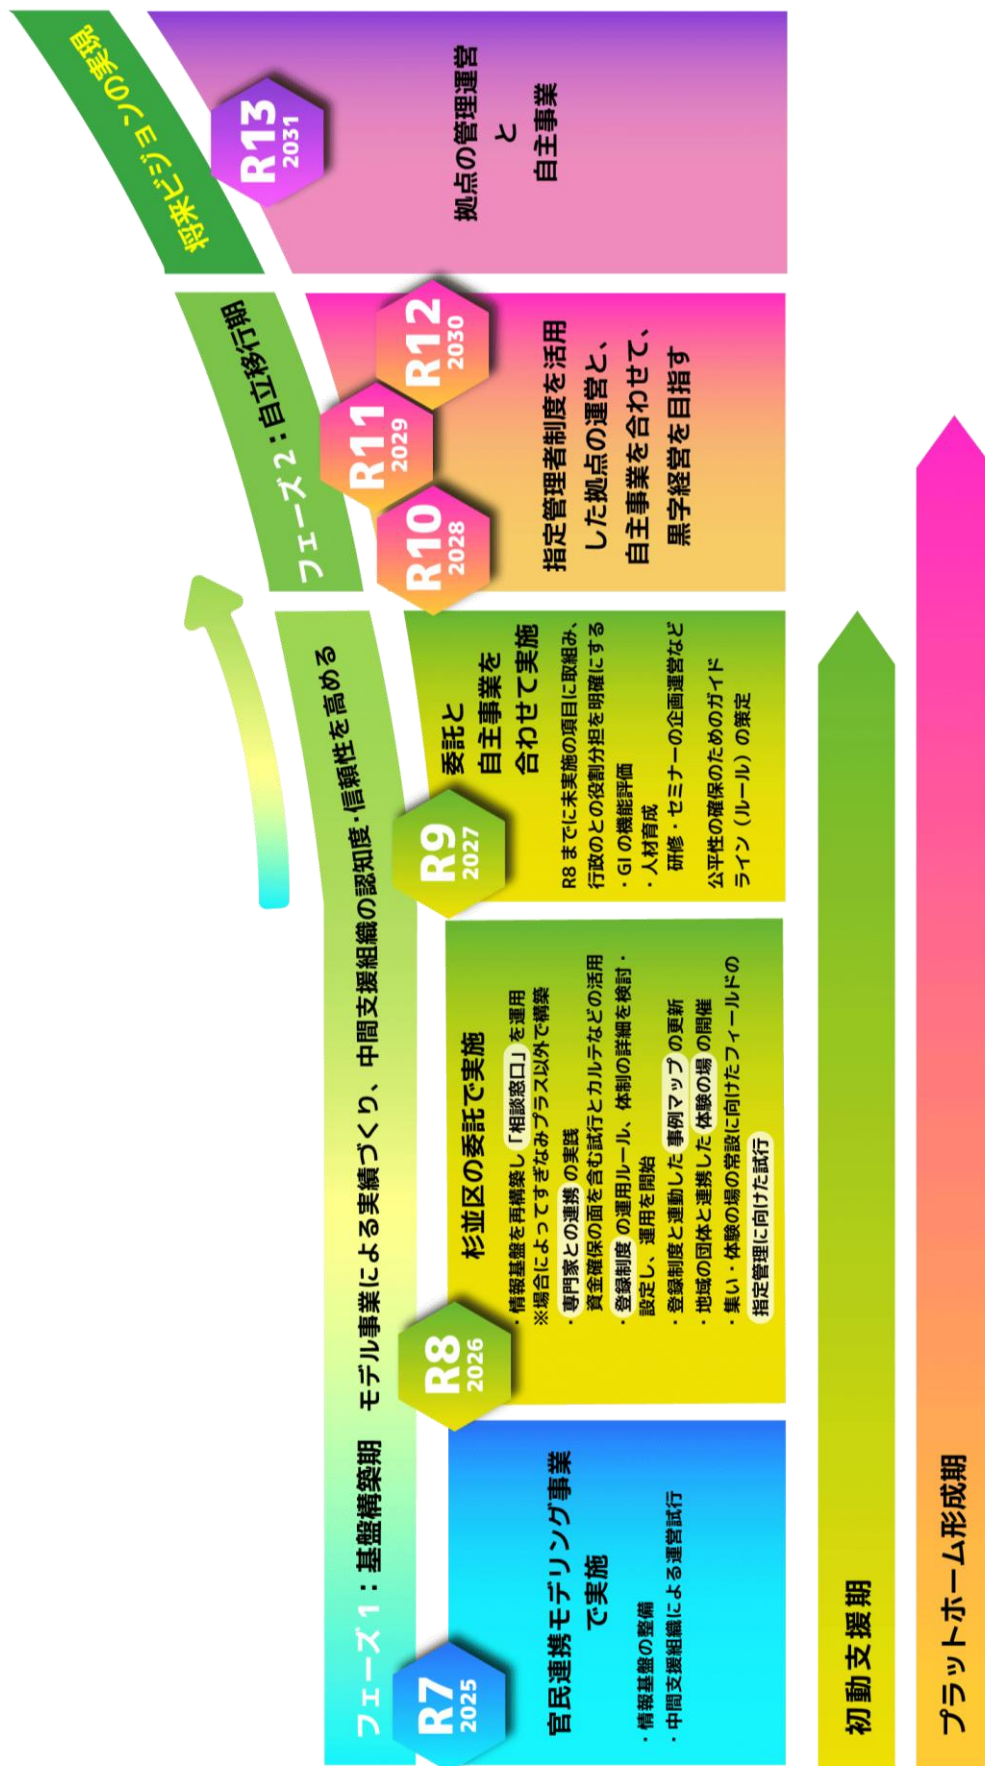 フェーズ1：基盤構築期　モデル事業による実績づくり、中間支援組織の認知度・信頼性を高める
フェーズ2：自立移行期
将来ビジョンの実現
R7
2025
官民連携モデリング事業
で実施
・情報基盤の整備
・中間支援組織による運営試行
R8
2026
杉並区の委託で実施
・情報基盤を再構築し「相談窓口」を運用
※場合によってすぎなみプラス以外で構築
・専門家との連携の実践
資金確保の面を含む試行とカルテなどの活用
・登録制度の運用ルール、体制の詳細を検討・
設定し、運用を開始
・登録制度と連動した事例マップの更新
・地域の団体と連携した体験の場の開催
・集い・体験の場の常設に向けたフィールドの
指定管理に向けた試行
R9
2027
委託と
自主事業を
合わせて実施
R8 までに未実施の項目に取組み、
行政のとの役割分担を明確にする
・GI の機能評価
・人材育成
研修・セミナーの企画運営など
公平性の確保のためのガイド
ライン（ルール）の策定
R10
2028
R11
2029
R12
2030
指定管理者制度を活用
した拠点の運営と、
自主事業を合わせて、
黒字経営を目指す
R13
2031
拠点の管理運営
と
自主事業
初動支援期
プラットホーム形成期